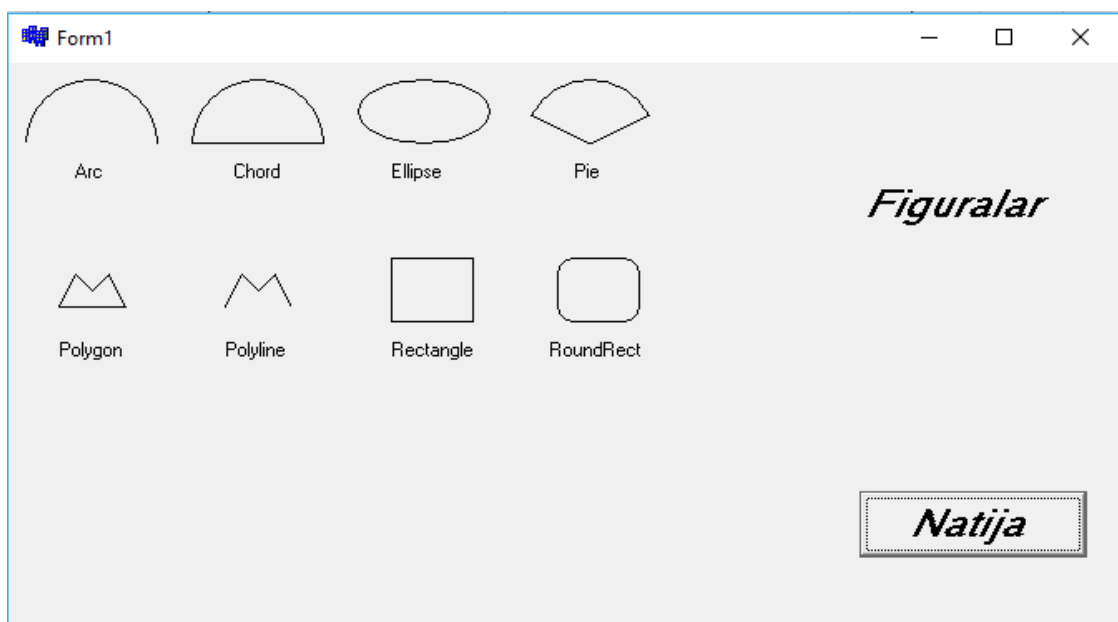 Form1
Arc Chord Ellipse Pie
Figuralar
Polygon Polyline Rectangle RoundRect
Natija